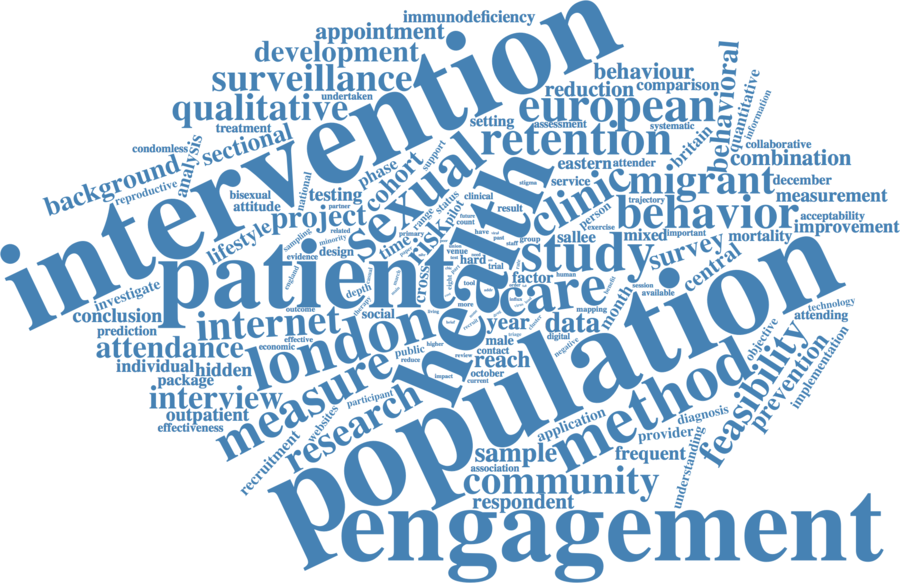 immunodeficiency
appointment
development
surveillance
undertaken
qualitative
treatment
condomless
sectional
analysis
background
reproductive
intervention
behaviour
reduction
comparison
european
behavioral
quantitative
information
setting
assessment
systematic
retention
britain
collaborative
combination
eastern
attender
service
migrant
december
trajectory
measurement
behavior
acceptability
improvement
clinic
person
exercise
sallee
mixed
important
mortality
survey
central
national
bisexual
attitude
testing
partner
phase
cohort
support
sexual
project
lifestyle
sampling
related
minority
evidence
design
england
time
risk
range
status
pilot
primary
clinical
future
count
result
stigma
have
venue
staff
group
health
study
hard
trial
factor
human
tool
more
care
patient
depth
therapy
cross
social
living
outcome
effective
economic
internet
london
investigate
conclusion
prediction
attendance
individual
hidden
package
interview
outpatient
effectiveness
measure
public
reduce
higher
review
impact
participant
websites
recruitment
research
year
male
contact
reach
october
current
triage
data
digital
negative
mapping
month
session
available
population
method
technology
attending
objective
feasibility
prevention
implementation
application
provider
diagnosis
frequent
understanding
sample
association
community
respondent
engagement